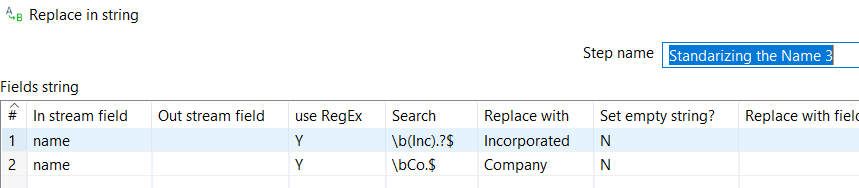 A
B
Replace in string
Step name Standarizing the Name 3
Fields string
# In stream field Out stream field use RegEx Search Replace with Set empty string? Replace with field
1 name Y \b(Inc).?$ Incorporated N
2 name Y \bCo.$ Company N